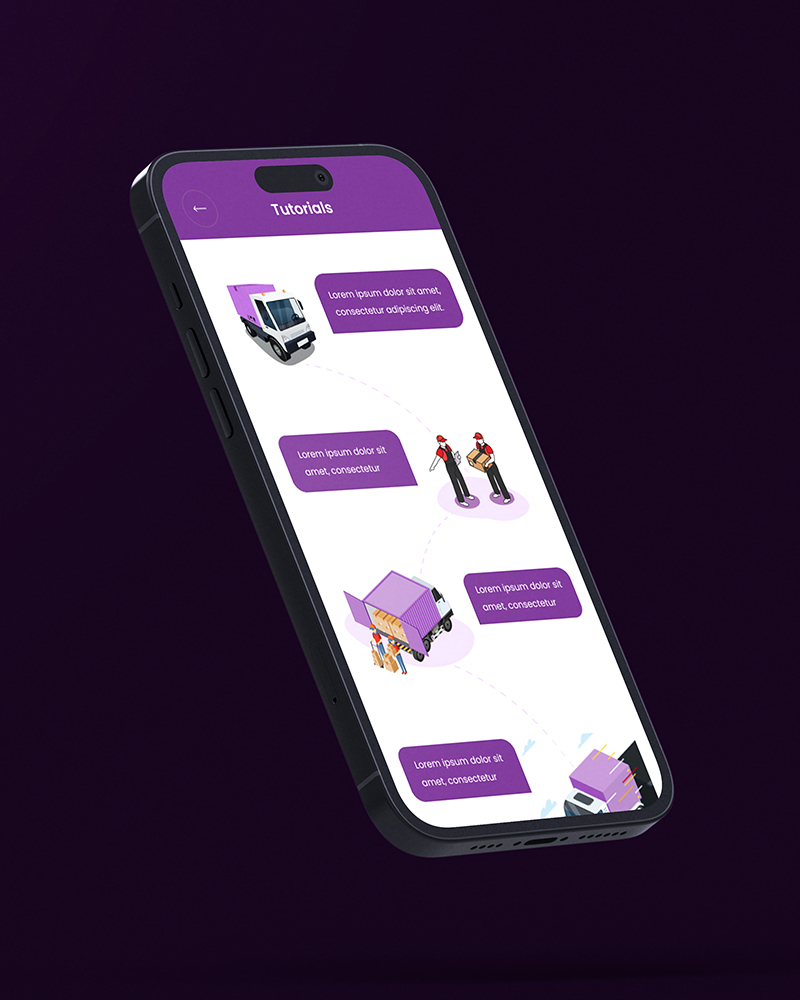 Tutorials
Lorem ipsum dolor sit amet,
consectetur adipiscing elit.
Lorem ipsum dolor sit
amet, consectetur
Lorem ipsum dolor sit
amet, consectetur
Lorem ipsum dolor sit
amet, consectetur